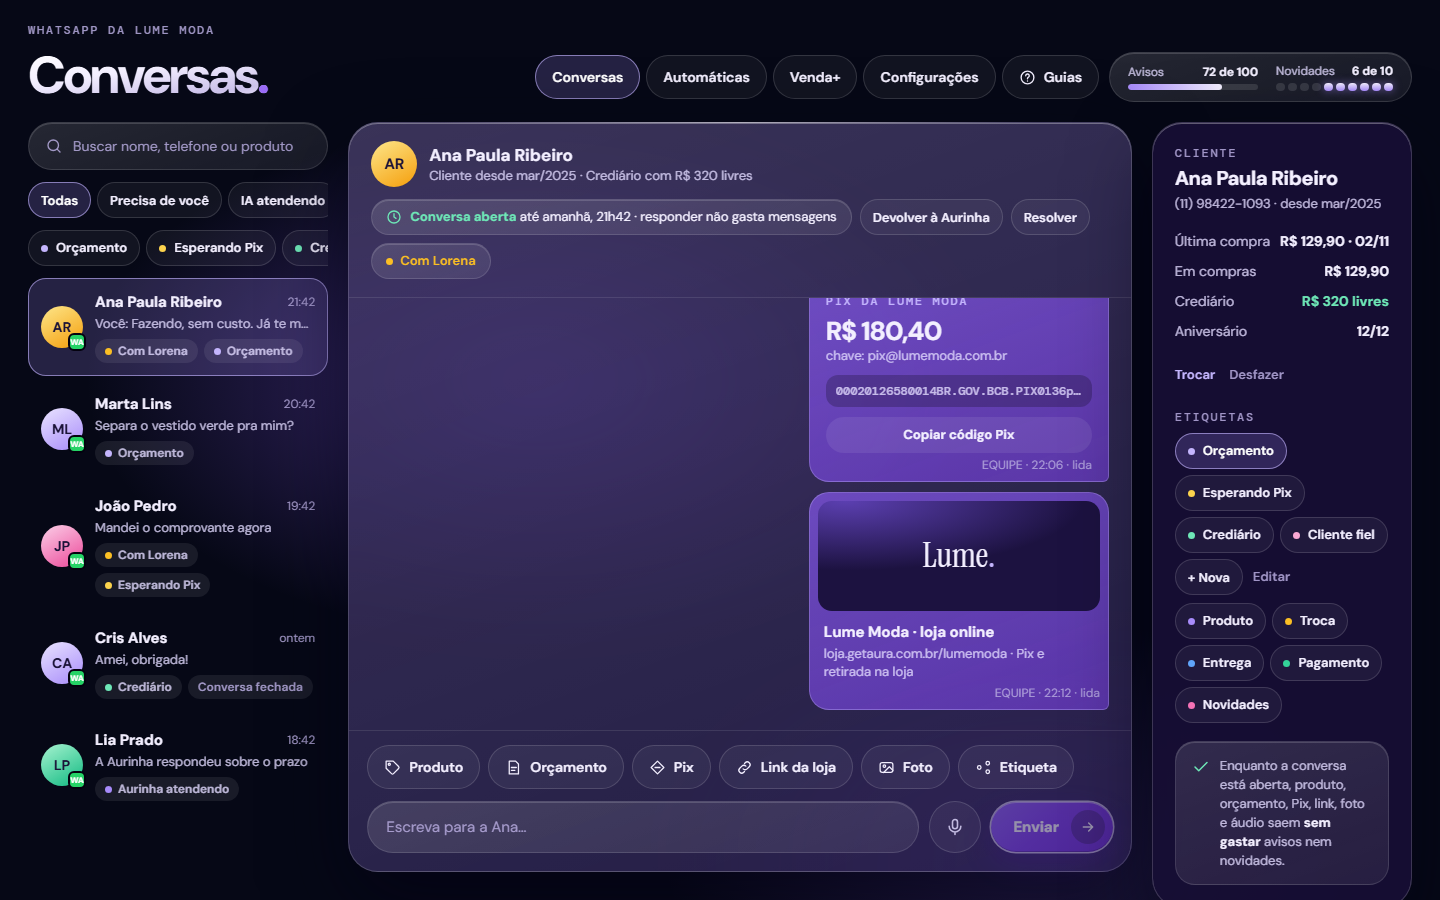 WHATSAPP DA LUME MODA
Conversas.
Conversas
Automáticas
Venda+
Configurações
Guias
Avisos 72 de 100
Novidades 6 de 10
Buscar nome, telefone ou produto
Todas
Precisa de você
IA atendendo
Orçamento
Esperando Pix
Cre
AR
WA
Ana Paula Ribeiro 21:42
Você: Fazendo, sem custo. Já te m...
Com Lorena
Orçamento
ML
WA
Marta Lins 20:42
Separa o vestido verde pra mim?
Orçamento
JP
WA
João Pedro 19:42
Mandei o comprovante agora
Com Lorena
Esperando Pix
CA
WA
Cris Alves ontem
Amei, obrigada!
Crediário
Conversa fechada
LP
WA
Lia Prado 18:42
A Aurinha respondeu sobre o prazo
Aurinha atendendo
AR
Ana Paula Ribeiro
Cliente desde mar/2025 · Crediário com R$ 320 livres
Conversa aberta até amanhã, 21h42 · responder não gasta mensagens
Devolver à Aurinha
Resolver
Com Lorena
PIX DA LUME MODA
R$ 180,40
chave: pix@lumemoda.com.br
00020126580014BR.GOV.BCB.PIX0136p…
Copiar código Pix
EQUIPE · 22:06 · lida
Lume.
Lume Moda · loja online
loja.getaura.com.br/lumemoda · Pix e
retirada na loja
EQUIPE · 22:12 · lida
Produto
Orçamento
Pix
Link da loja
Foto
Etiqueta
Escreva para a Ana...
Enviar
CLIENTE
Ana Paula Ribeiro
(11) 98422-1093 · desde mar/2025
Última compra R$ 129,90 · 02/11
Em compras R$ 129,90
Crediário R$ 320 livres
Aniversário 12/12
Trocar Desfazer
ETIQUETAS
Orçamento
Esperando Pix
Crediário
Cliente fiel
+ Nova
Editar
Produto
Troca
Entrega
Pagamento
Novidades
Enquanto a conversa
está aberta, produto,
orçamento, Pix, link, foto
e áudio saem sem
gastar avisos nem
novidades.